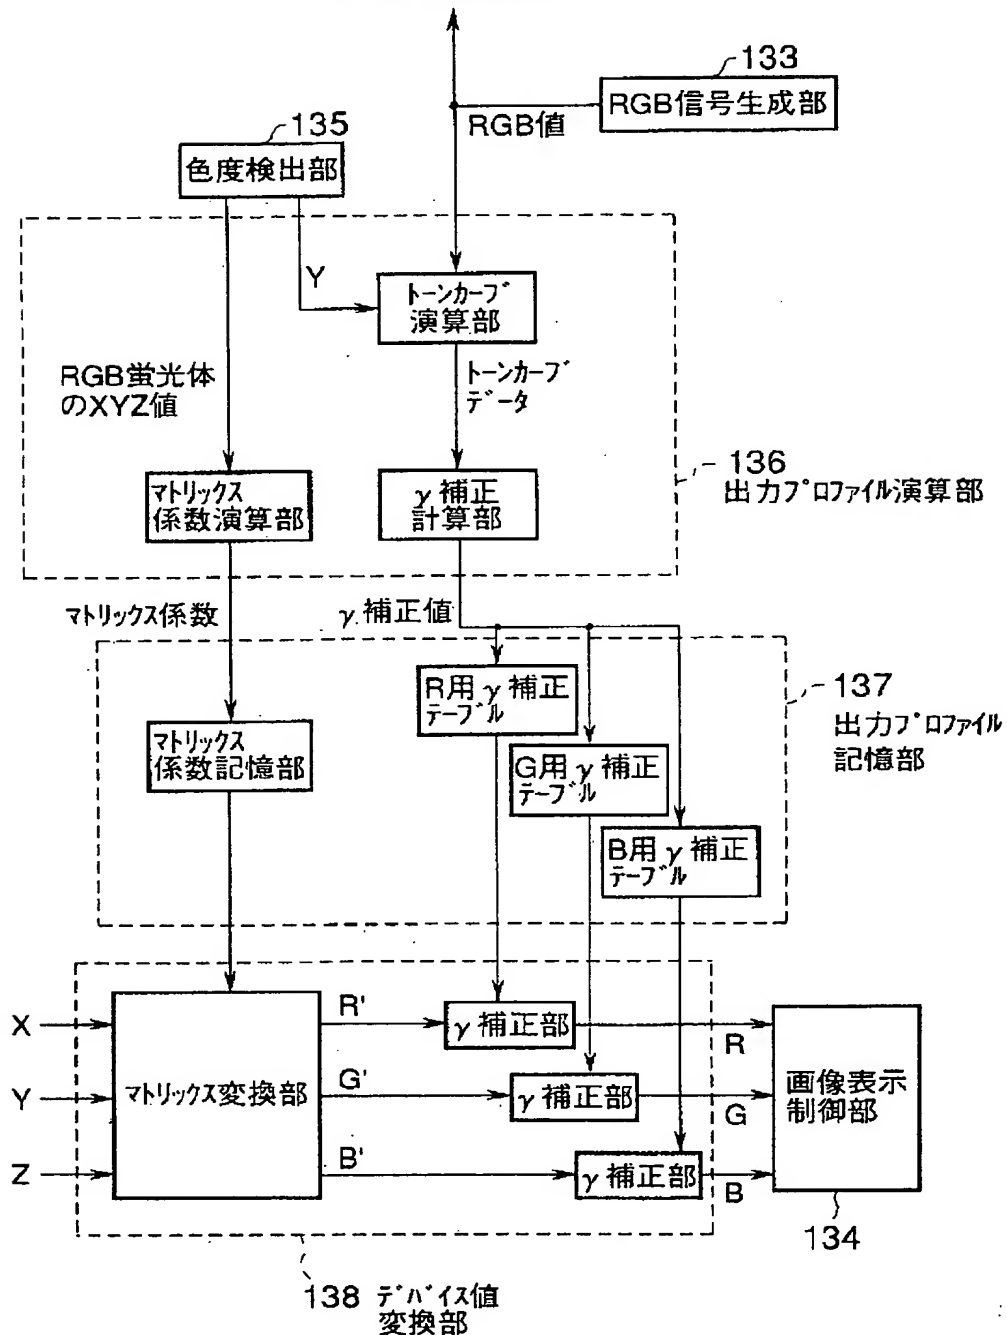 133
RGB信号生成部
RGB値
135
色度検出部
Y
トーンカーブ
演算部
RGB蛍光体
のXYZ値
トーンカーブ
データ
マトリックス
係数演算部
γ補正
計算部
136
出力プロファイル演算部
マトリックス係数
γ補正値
R用γ補正
テーブル
137
出力プロファイル
記憶部
マトリックス
係数記憶部
G用γ補正
テーブル
B用γ補正
テーブル
X
Y
Z
マトリックス変換部
R'
G'
B'
γ補正部
γ補正部
γ補正部
R
G
B
画像表示
制御部
134
138 デバイス値
変換部